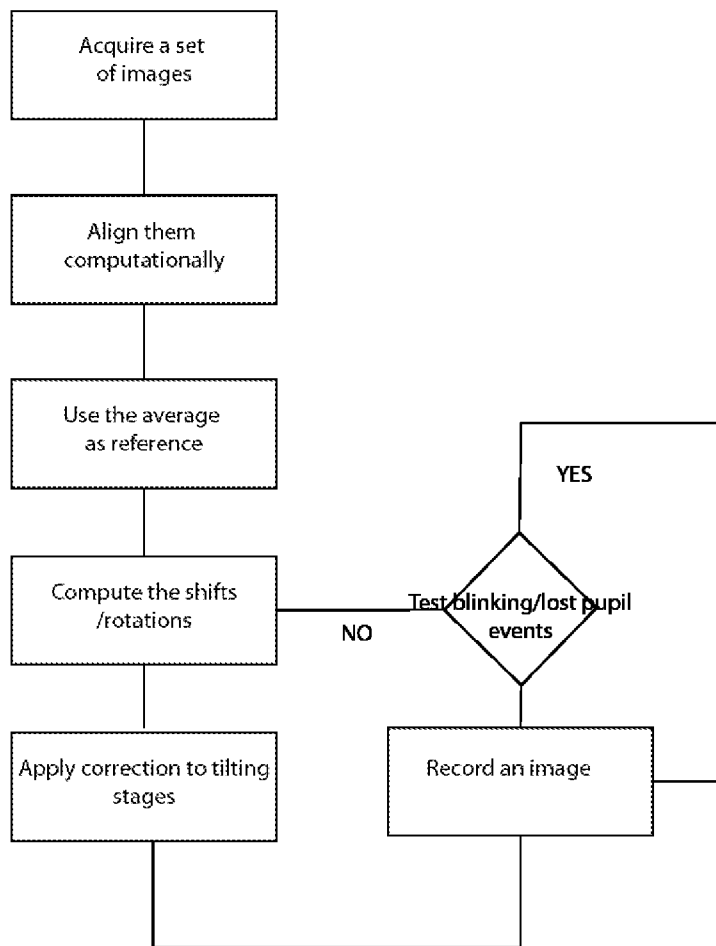 Acquire a set
of images
Align them
computationally
Use the average
as reference
YES
Compute the shifts
/rotations
Test blinking/lost pupil
events
NO
Apply correction to tilting
stages
Record an image